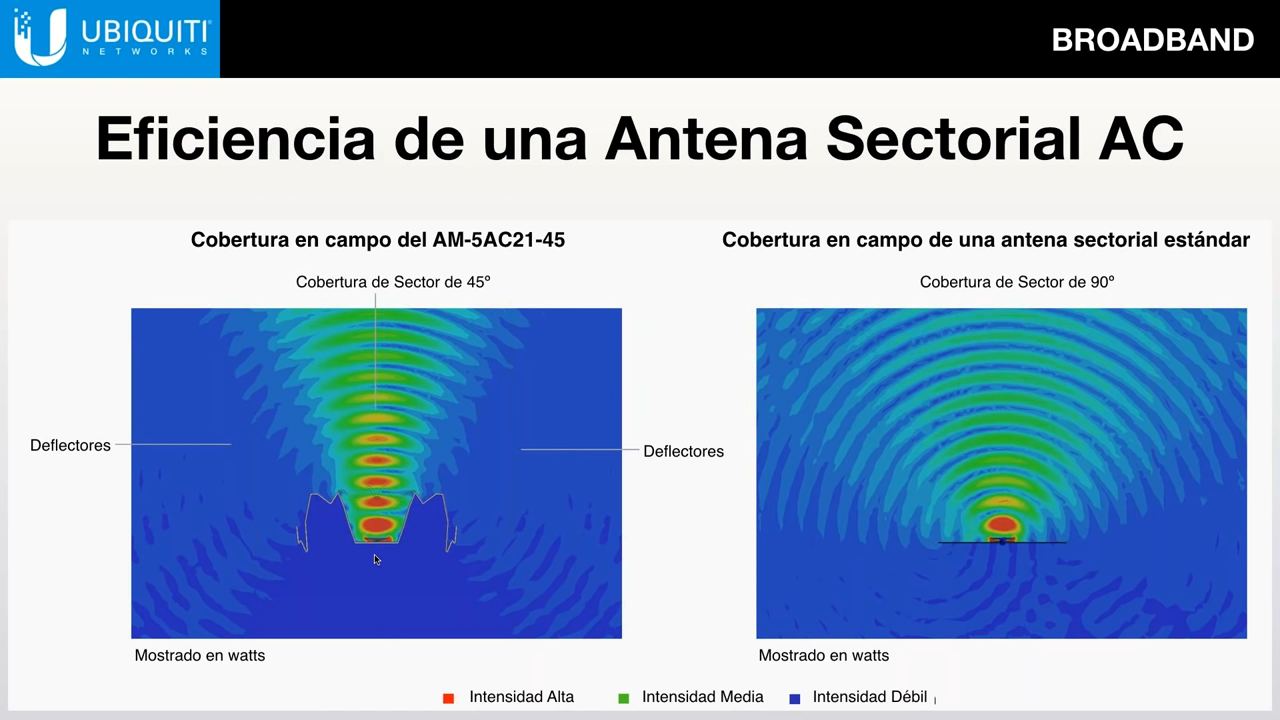 UBIQUITI
NETWORKS
BROADBAND
Eficiencia de una Antena Sectorial AC
Cobertura en campo del AM-5AC21-45
Cobertura de Sector de 45º
Deflectores
Deflectores
Mostrado en watts
Cobertura en campo de una antena sectorial estándar
Cobertura de Sector de 90º
Mostrado en watts
Intensidad Alta
Intensidad Media
Intensidad Débil